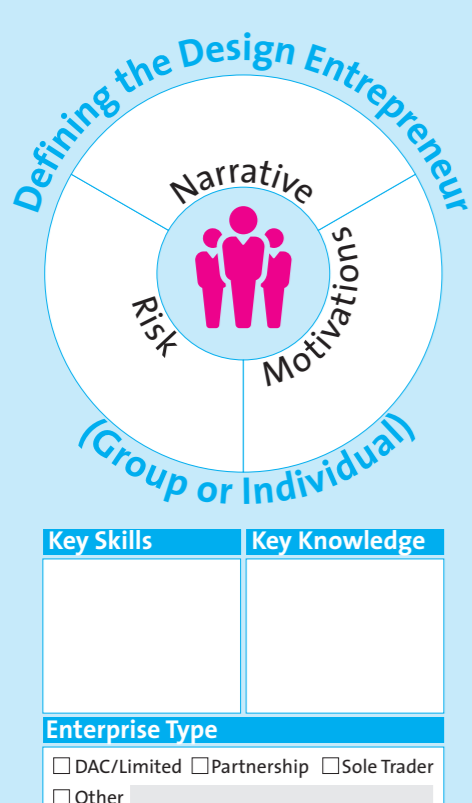 Defining the Design Entrepreneur
Narrative
Motivations
Risk
(Group or Individual)
Key Skills
Key Knowledge
Enterprise Type
DAC/Limited
Partnership
Sole Trader
Other